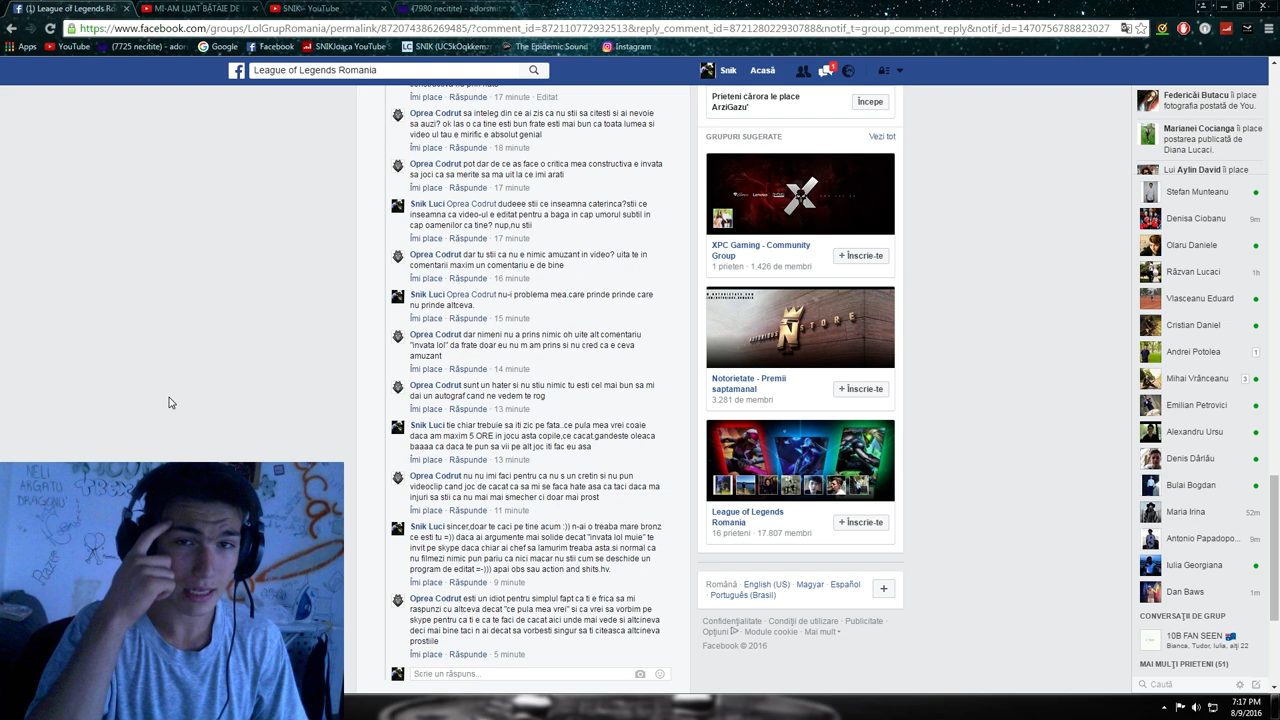 (1) League of Legends Ro
MI-AM LUAT BĂTAIE DE
SNIK - YouTube
(7980 necitite) - adorsm
https://www.facebook.com/groups/LolGrupRomania/permalink/872074386269485/?comment_id=872110772932513&reply_comment_id=872128022930788&notif_t=group_comment_reply&notif_id=1470756788823027
Apps
YouTube
(7725 necitite) - ador
Google
Facebook
SNIKJoaca YouTube
SNIK (UC5kOqkkemz
The Epidemic Sound
Instagram
League of Legends Romania
Snik
Acasă
1
Îmi place · Răspunde · 17 minute · Editat
Oprea Codrut sa inteleg din ce ai zis ca nu stii sa citesti si ai nevoie
sa auzi? ok las o ca tine esti bun frate esti mai bun ca toata lumea si
video ul tau e mirific e absolut genial
Îmi place · Răspunde · 18 minute
Oprea Codrut pot dar de ce as face o critica mea constructiva e invata
sa joci ca sa merite sa ma uit la ce imi arati
Îmi place · Răspunde · 17 minute
Snik Luci Oprea Codrut dudeee stii ce inseamna caterinca?stii ce
inseamna ca video-ul e editat pentru a baga in cap umorul subtil in
cap oamenilor ca tine? nup,nu stii
Îmi place · Răspunde · 17 minute
Oprea Codrut dar tu stii ca nu e nimic amuzant in video? uita te in
comentarii maxim un comentariu e de bine
Îmi place · Răspunde · 16 minute
Snik Luci Oprea Codrut nu-i problema mea.care prinde prinde care
nu prinde altceva.
Îmi place · Răspunde · 15 minute
Oprea Codrut dar nimeni nu a prins nimic oh uite alt comentariu
"invata lol" da frate doar eu nu m am prins si nu cred ca e ceva
amuzant
Îmi place · Răspunde · 14 minute
Oprea Codrut sunt un hater si nu stiu nimic tu esti cel mai bun sa mi
dai un autograf cand ne vedem te rog
Îmi place · Răspunde · 13 minute
Snik Luci tie chiar trebuie sa iti zic pe fata..ce pula mea vrei coaie
daca am maxim 5 ORE in jocu asta copile,ce cacat.gandeste oleaca
baaaa ca daca te pun sa vii pe alt joc iti fac eu asa
Îmi place · Răspunde · 13 minute
Oprea Codrut nu nu imi faci pentru ca nu s un cretin si nu pun
videoclip cand joc de cacat ca sa mi se faca hate asa ca taci daca ma
injuri sa stii ca nu mai mai smecher ci doar mai prost
Îmi place · Răspunde · 11 minute
Snik Luci sincer,doar te caci pe tine acum :)) n-ai o treaba mare bronz
ce esti tu =)) daca ai argumente mai solide decat "invata lol muie" te
invit pe skype daca chiar ai chef sa lamurim treaba asta.si normal ca
nu filmezi nimic pun pariu ca nici macar nu stii cum se deschide un
program de editat =-))) apai obs sau action and shits.hv.
Îmi place · Răspunde · 9 minute
Oprea Codrut esti un idiot pentru simplul fapt ca ti e frica sa mi
raspunzi cu altceva decat "ce pula mea vrei" si ca vrei sa vorbim pe
skype pentru ca ti e ca te faci de cacat aici unde mai vede si altcineva
deci mai bine taci n ai decat sa vorbesti singur sa ti citeasca altcineva
prostiile
Îmi place · Răspunde · 5 minute
Scrie un răspuns...
Prieteni cărora le place
ArziGazu'
Începe
GRUPURI SUGERATE
Vezi tot
XPC Gaming - Community
Group
1 prieten · 1.426 de membri
+ Înscrie-te
NOTORIOUS STORE
Notorietate - Premii
saptamanal
3.281 de membri
+ Înscrie-te
League of Legends
Romania
16 prieteni · 17.807 membri
+ Înscrie-te
Română · English (US) · Magyar · Español
· Português (Brasil)
Confidenţialitate · Condiţii de utilizare · Publicitate ·
Opţiuni · Module cookie · Mai mult
Facebook © 2016
Federicăi Butacu îi place
fotografia postată de You.
Marianei Cocianga îi place
postarea publicată de
Diana Lucaci.
Lui Aylin David îi place
Stefan Munteanu
Denisa Ciobanu 9m
Olaru Daniele
Răzvan Lucaci 1h
Atasceanu Eduard
Cristian Daniel
Andrei Potolea 1
Mihai Vrânceanu 3
Emilian Petrovici
Alexandru Ursu
Denis Dârlău
Bulai Bogdan
Maria Irina 52m
Antonio Papadopo... 9m
Iulia Georgiana
Dan Baws 1m
CONVERSAŢII DE GRUP
10B FAN SEEN
Bianca, Tudor, Iulia, alţi 22
MAI MULŢI PRIETENI (51)
Caută
7:17 PM
8/9/2016